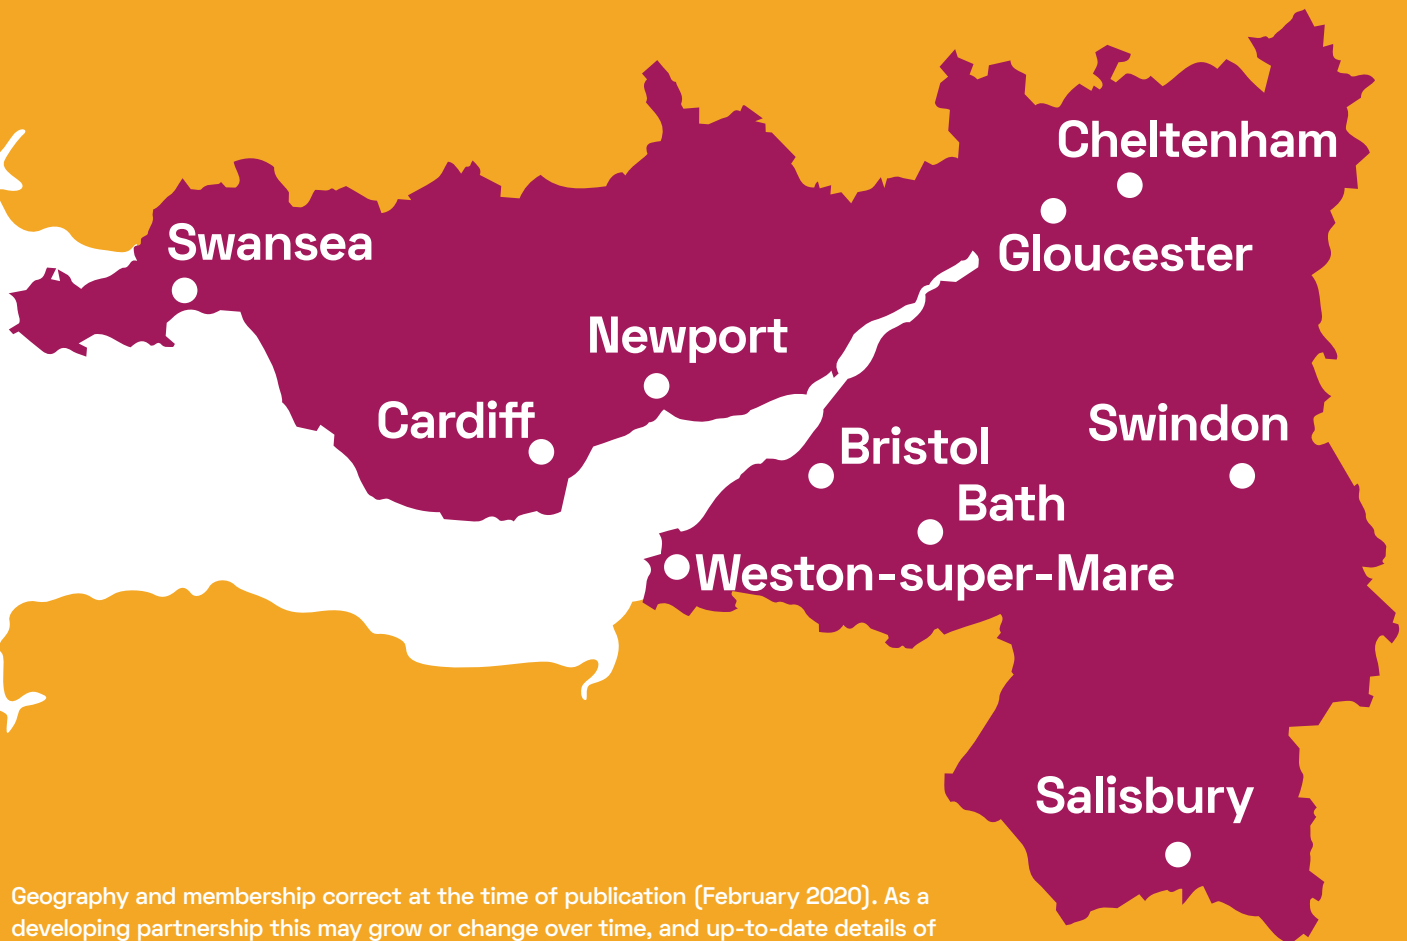 Cheltenham
Swansea
Gloucester
Newport
Cardiff
Swindon
Bristol
Bath
Weston-super-Mare
Salisbury
Geography and membership correct at the time of publication (February 2020). As a
developing partnership this may grow or change over time, and up-to-date details of